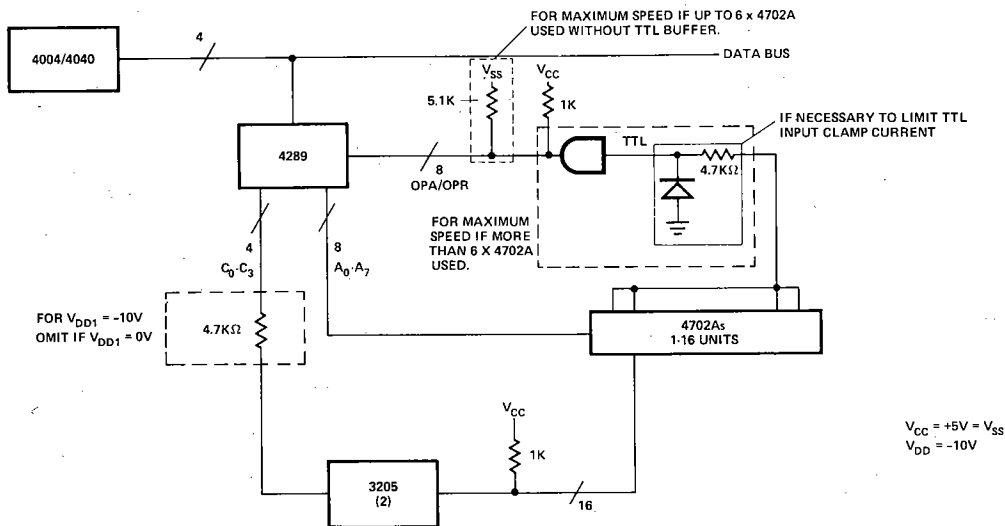 FOR MAXIMUM SPEED IF UP TO 6 x 4702A
USED WITHOUT TTL BUFFER.
4004/4040
4
DATA BUS
VSS
VCC
5.1K
1K
IF NECESSARY TO LIMIT TTL
INPUT CLAMP CURRENT
TTL
4289
8
OPA/OPR
4.7KΩ
FOR MAXIMUM
SPEED IF MORE
THAN 6 X 4702A
USED.
4
C0-C3
8
A0-A7
FOR VDD1 = -10V
OMIT IF VDD1 = 0V
4.7KΩ
4702As
1-16 UNITS
VCC
1K
VCC = +5V = VSS
VDD = -10V
3205
(2)
16